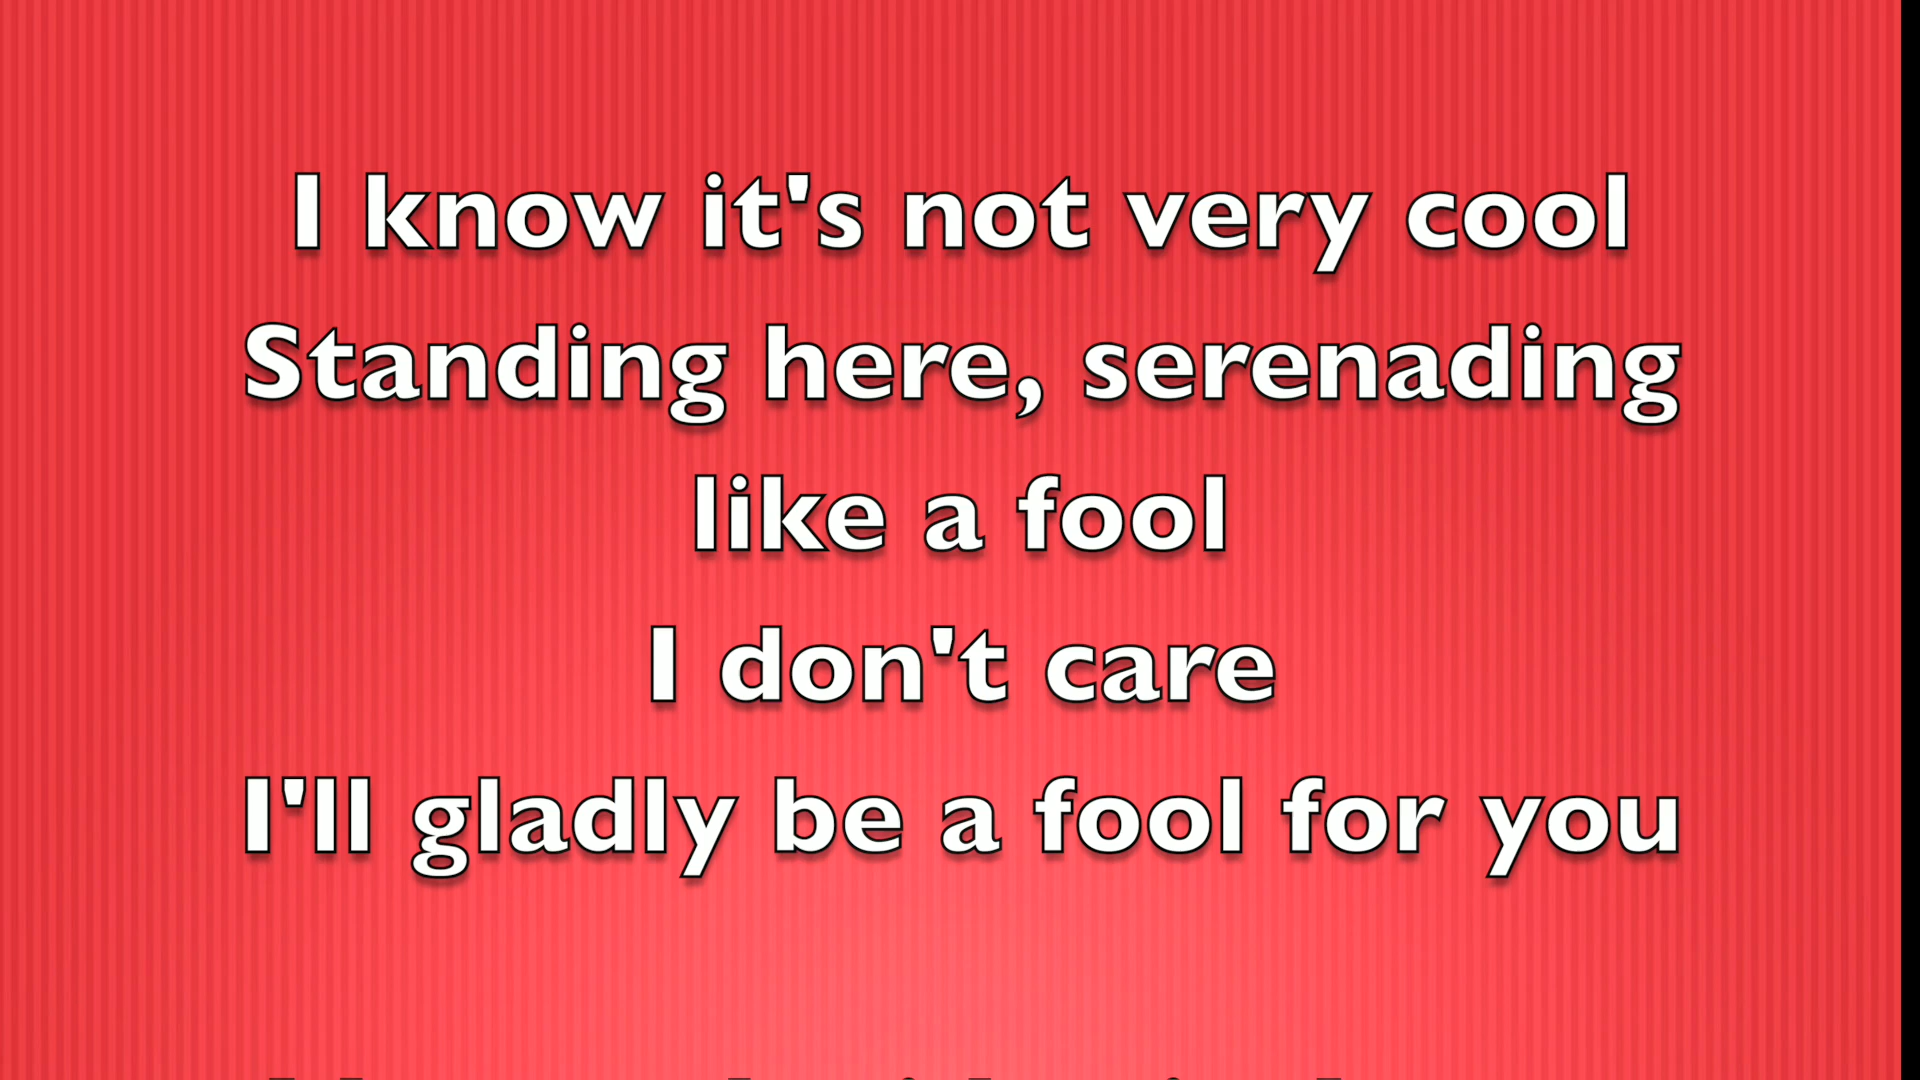 I know it's not very cool
Standing here, serenading
like a fool
I don't care
I'll gladly be a fool for you